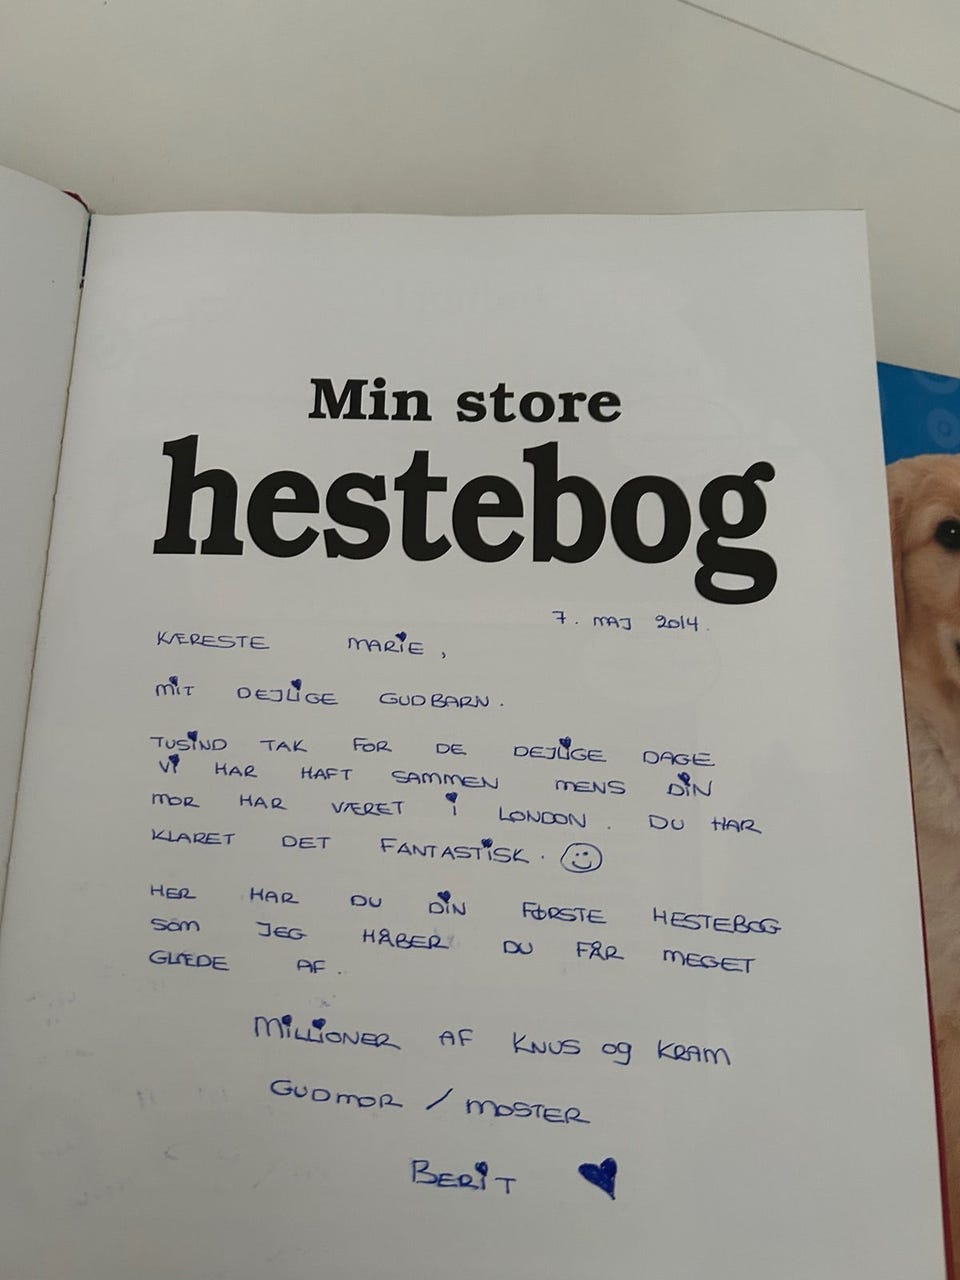 Min store
hestebog
7. MAJ 2014.
KÆRESTE MARIE,
MIT DEJLIGE GUDBARN.
TUSIND TAK FOR DE DEJLIGE DAGE
VI HAR HAFT SAMMEN MENS DIN
MOR HAR VÆRET I LONDON. DU HAR
KLARET DET FANTASTISK. ☺
HER HAR DU DIN FØRSTE HESTEBOG
SOM JEG HÅBER DU FÅR MEGET
GLÆDE AF.
MILLIONER AF KNUS og KRAM
GUDMOR / MOSTER
BERIT ♥